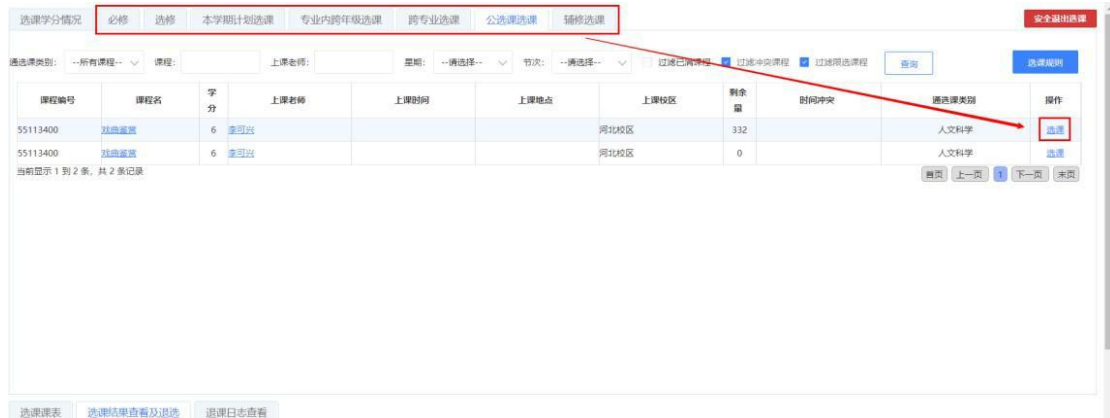 选课学分情况 必修 选修 本学期计划选课 专业内跨年级选课 跨专业选课 公选课选课 辅修选课 安全退出选课
通选课类别: --所有课程-- 课程: 上课老师: 星期: --请选择-- 节次: --请选择-- 过滤已满课程 过滤冲突课程 过滤限选课程 查询 选课规则
课程编号 课程名 学分 上课老师 上课时间 上课地点 上课校区 剩余量 时间冲突 通选课类别 操作
55113400 戏曲鉴赏 6 李可兴 河北校区 332 人文科学 选课
55113400 戏曲鉴赏 6 李可兴 河北校区 0 人文科学 选课
当前显示 1 到 2 条, 共 2 条记录 首页 上一页 1 下一页 末页
选课课表 选课结果查看及退选 退课日志查看